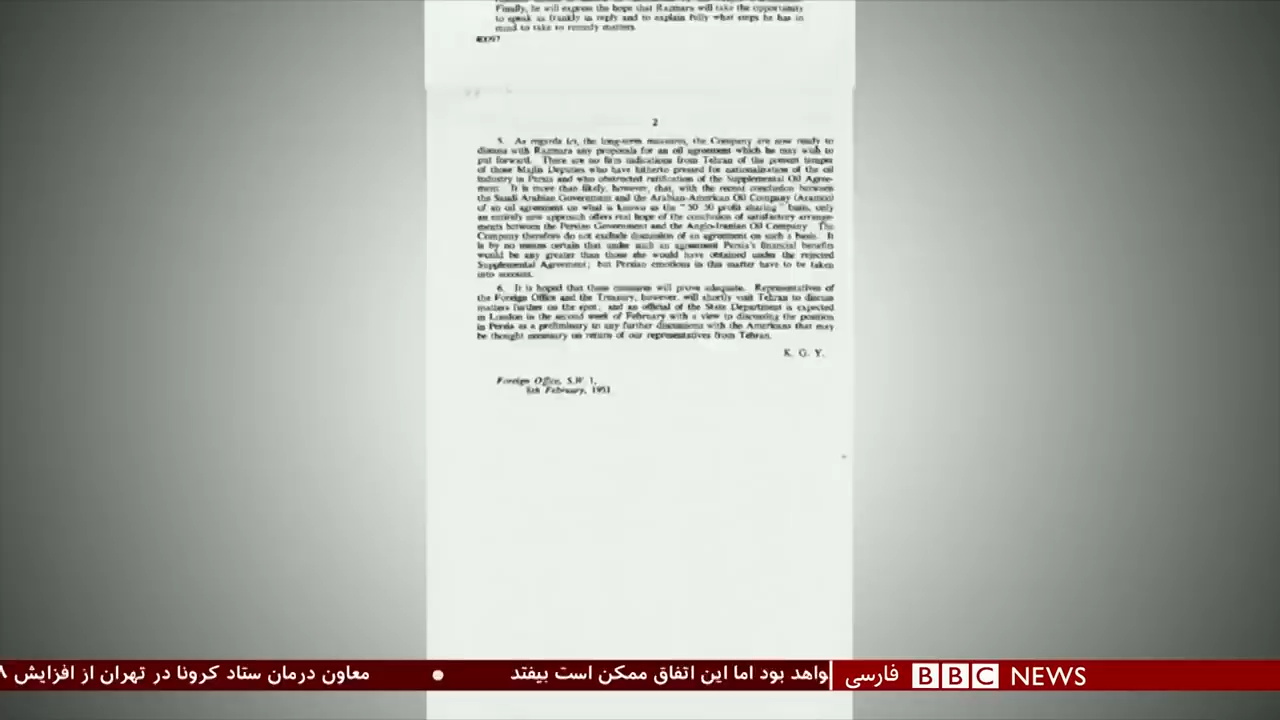 Finally, he will express the hope that Razmara will take the opportunity
to speak as frankly in reply and to explain fully what steps he has in
mind to take to remedy matters.
40097
2
5. As regards (c), the long-term measures, the Company are now ready to
discuss with Razmara any proposals for an oil agreement which he may wish to
put forward. There are no firm indications from Tehran of the present temper
of those Majlis Deputies who have hitherto pressed for nationalisation of the oil
industry in Persia and who obstructed ratification of the Supplemental Oil Agree-
ment. It is more than likely, however, that, with the recent conclusion between
the Saudi Arabian Government and the Arabian-American Oil Company (Aramco)
of an oil agreement on what is known as the "50/50 profit sharing" basis, only
an entirely new approach offers real hope of the conclusion of satisfactory arrange-
ments between the Persian Government and the Anglo-Iranian Oil Company. The
Company therefore do not exclude discussion of an agreement on such a basis. It
is by no means certain that under such an agreement Persia's financial benefits
would be any greater than those she would have obtained under the rejected
Supplemental Agreement; but Persian emotions in this matter have to be taken
into account.
6. It is hoped that these measures will prove adequate. Representatives of
the Foreign Office and the Treasury, however, will shortly visit Tehran to discuss
matters further on the spot; and an official of the State Department is expected
in London in the second week of February with a view to discussing the position
in Persia as a preliminary to any further discussions with the Americans that may
be thought necessary on return of our representatives from Tehran.
K. G. Y.
Foreign Office, S.W. 1,
8th February, 1951
BBC NEWS فارسی
واهد بود اما این اتفاق ممکن است بیفتد • معاون درمان ستاد کرونا در تهران از افزایش ۸